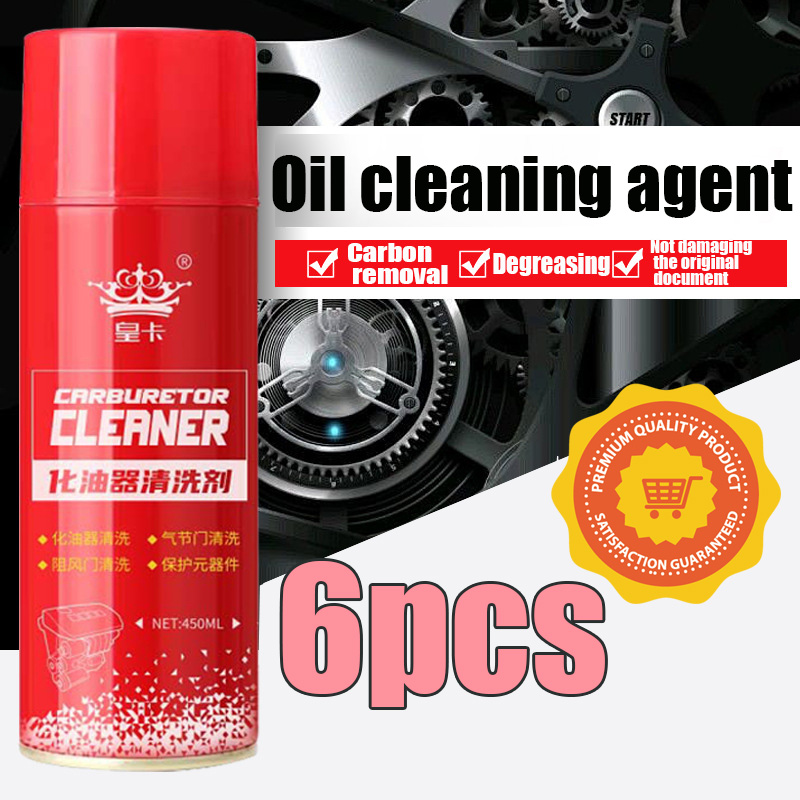 START
Oil cleaning agent
Carbon
removal
Degreasing
Not damaging
the original
document
®
皇卡
CARBURETOR
CLEANER
化油器清洗剂
◆ 化油器清洗 ◆ 气节门清洗
◆ 阻风门清洗 ◆ 保护元器件
NET:450ML
PREMIUM QUALITY PRODUCT
SATISFACTION GUARANTEED
6pcs